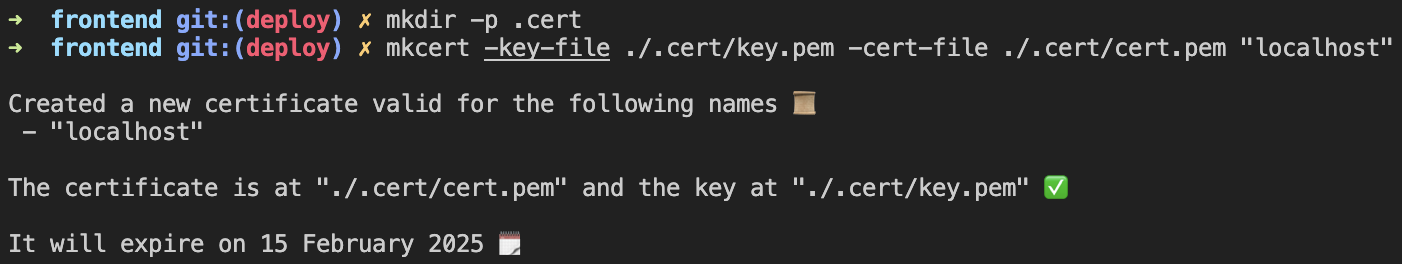 ➜  frontend git:(deploy) ✗ mkdir -p .cert
➜  frontend git:(deploy) ✗ mkcert -key-file ./.cert/key.pem -cert-file ./.cert/cert.pem "localhost"
Created a new certificate valid for the following names 📜
 - "localhost"
The certificate is at "./.cert/cert.pem" and the key at "./.cert/key.pem" ✅
It will expire on 15 February 2025 🗓